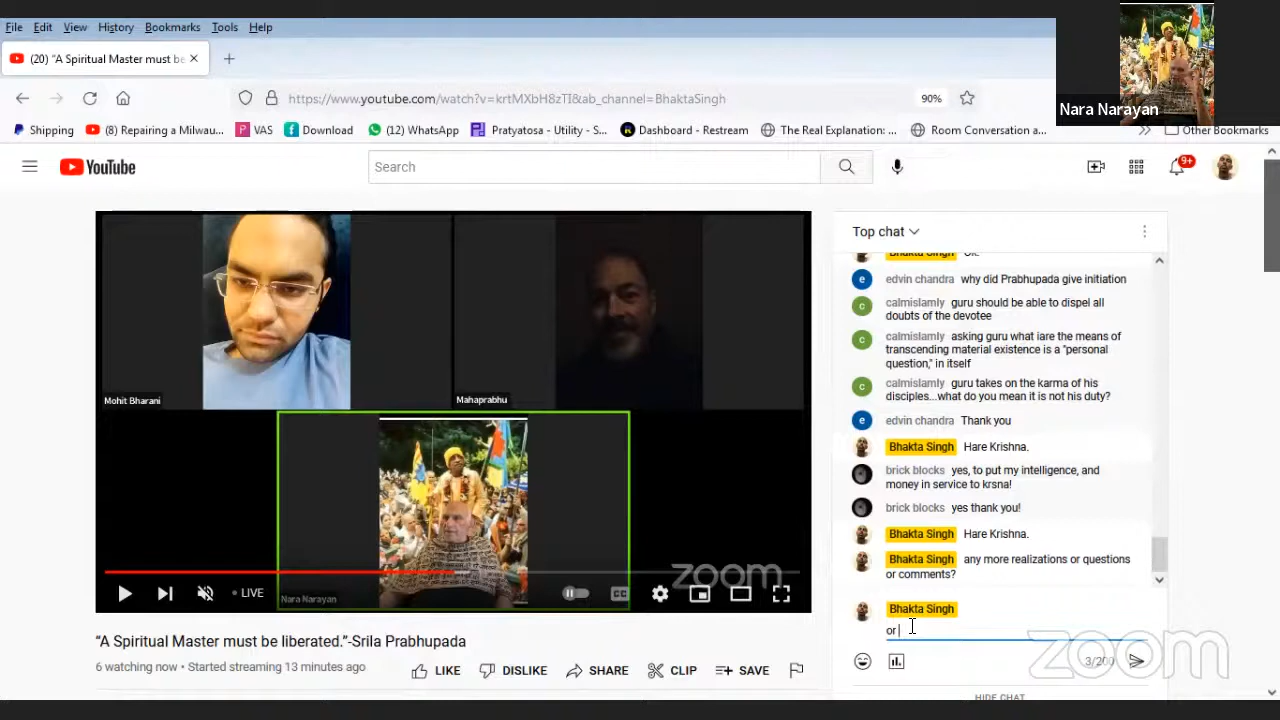 File Edit View History Bookmarks Tools Help
(20) “A Spiritual Master must be
Nara Narayan
https://www.youtube.com/watch?v=krtMXbH8zTI&ab_channel=BhaktaSingh 90%
Shipping (8) Repairing a Milwau... VAS Download (12) WhatsApp Pratyatosa - Utility - S... Dashboard - Restream The Real Explanation: ... Room Conversation a... Other Bookmarks
YouTube Search 9+
Top chat
Bhakta Singh Ok.
edvin chandra why did Prabhupada give initiation
calmislamly guru should be able to dispel all
doubts of the devotee
calmislamly asking guru what iare the means of
transcending material existence is a "personal
question," in itself
calmislamly guru takes on the karma of his
disciples...what do you mean it is not his duty?
edvin chandra Thank you
Bhakta Singh Hare Krishna.
brick blocks yes, to put my intelligence, and
money in service to krsna!
brick blocks yes thank you!
Bhakta Singh Hare Krishna.
Bhakta Singh any more realizations or questions
or comments?
Bhakta Singh
or
3/200
HIDE CHAT
Mohit Bharani
Mahaprabhu
Nara Narayan
zoom
LIVE
CC
“A Spiritual Master must be liberated.”-Srila Prabhupada
6 watching now • Started streaming 13 minutes ago
LIKE DISLIKE SHARE CLIP SAVE
zoom